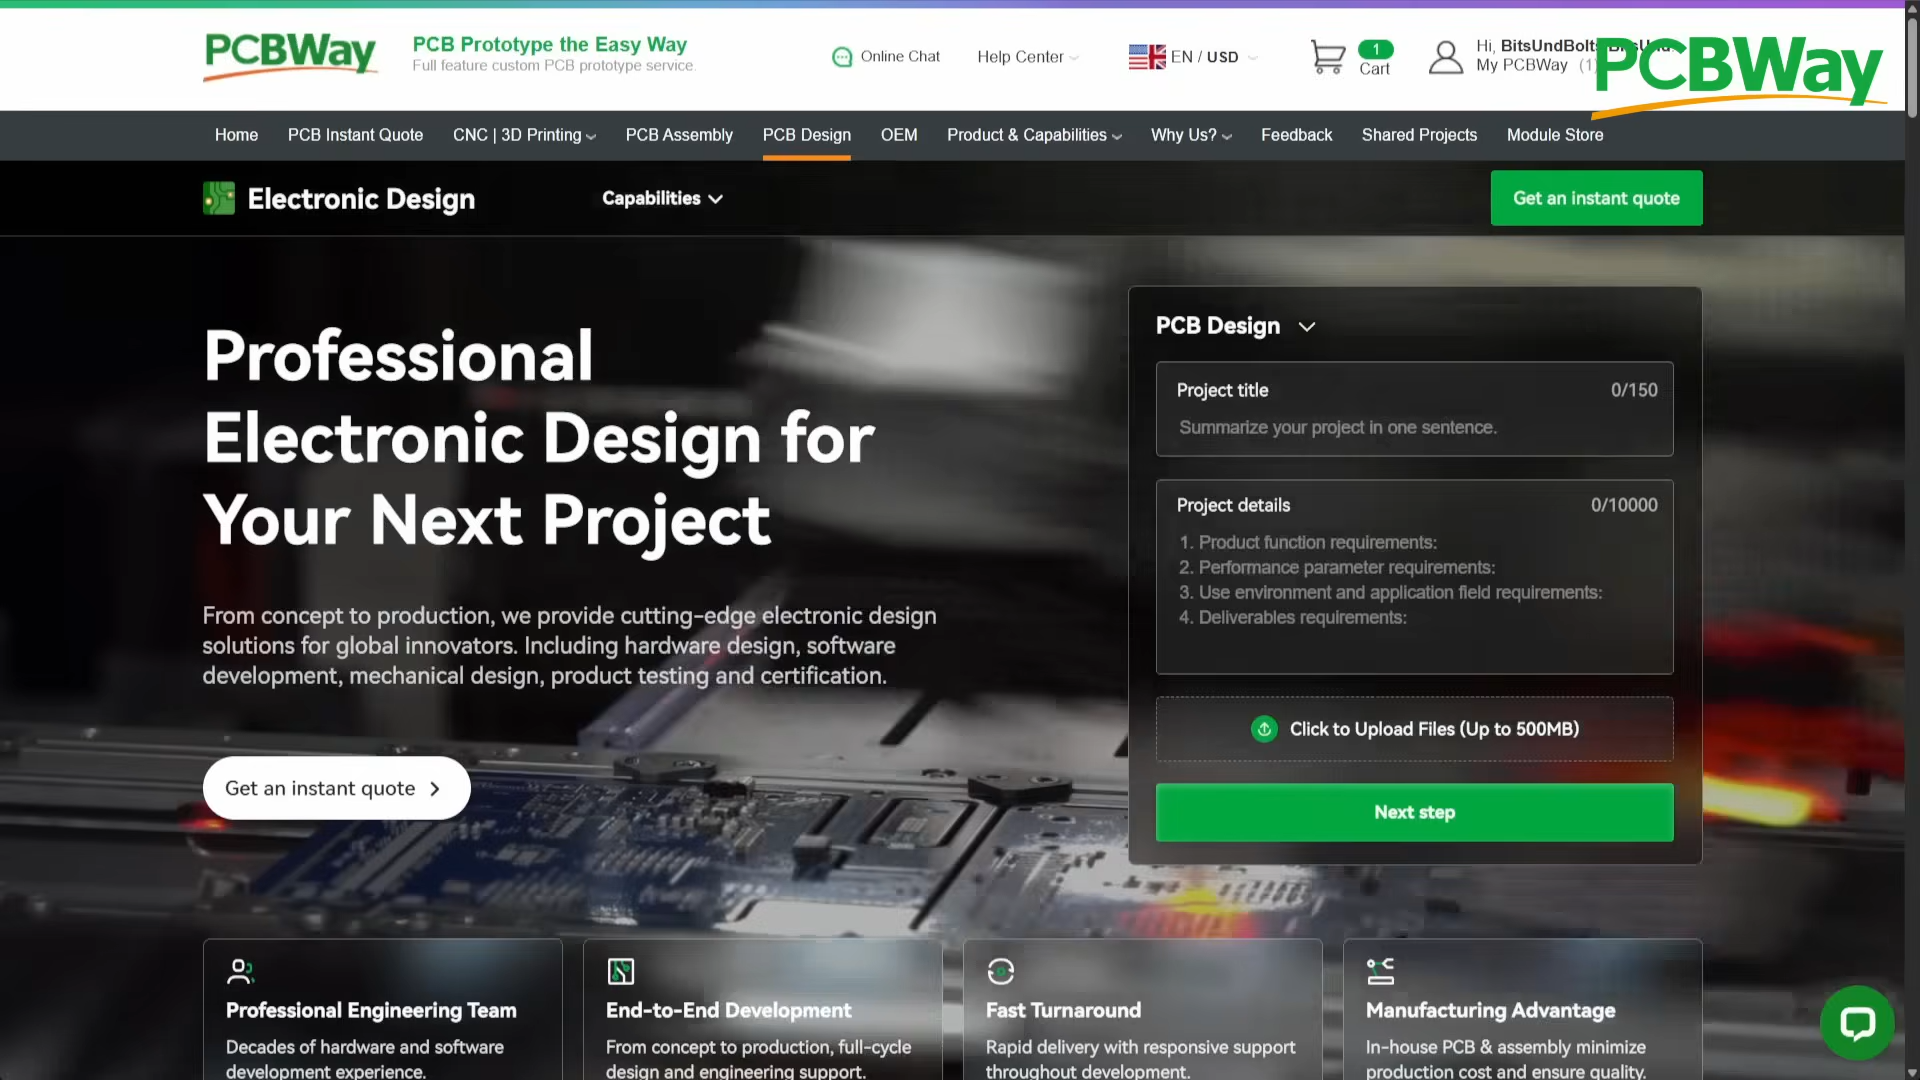 PCBWay
PCB Prototype the Easy Way
Full feature custom PCB prototype service.
Online Chat
Help Center
EN / USD
1
Cart
Hi, BitsUndBolts
My PCBWay (1)
PCBWay
Home
PCB Instant Quote
CNC | 3D Printing
PCB Assembly
PCB Design
OEM
Product & Capabilities
Why Us?
Feedback
Shared Projects
Module Store
Electronic Design
Capabilities
Get an instant quote
Professional
Electronic Design for
Your Next Project
From concept to production, we provide cutting-edge electronic design
solutions for global innovators. Including hardware design, software
development, mechanical design, product testing and certification.
Get an instant quote
PCB Design
Project title 0/150
Summarize your project in one sentence.
Project details 0/10000
1. Product function requirements:
2. Performance parameter requirements:
3. Use environment and application field requirements:
4. Deliverables requirements:
Click to Upload Files (Up to 500MB)
Next step
Professional Engineering Team
Decades of hardware and software
development experience.
End-to-End Development
From concept to production, full-cycle
design and engineering support.
Fast Turnaround
Rapid delivery with responsive support
throughout development.
Manufacturing Advantage
In-house PCB & assembly minimize
production cost and ensure quality.